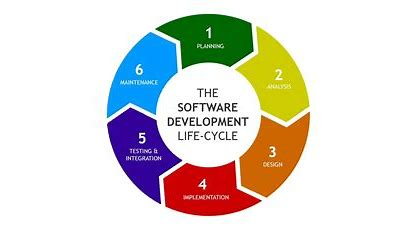 1
PLANNING
2
ANALYSIS
3
DESIGN
4
IMPLEMENTATION
5
TESTING &
INTEGRATION
6
MAINTENANCE
THE
SOFTWARE
DEVELOPMENT
LIFE-CYCLE